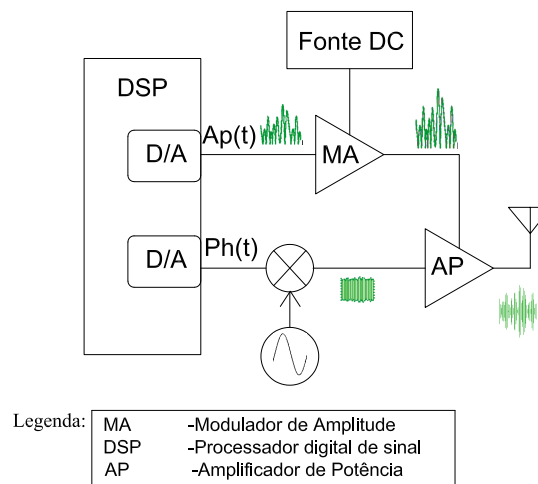 Fonte DC
DSP
D/A
Ap(t)
MA
D/A
Ph(t)
AP
Legenda:
MA -Modulador de Amplitude
DSP -Processador digital de sinal
AP -Amplificador de Potência